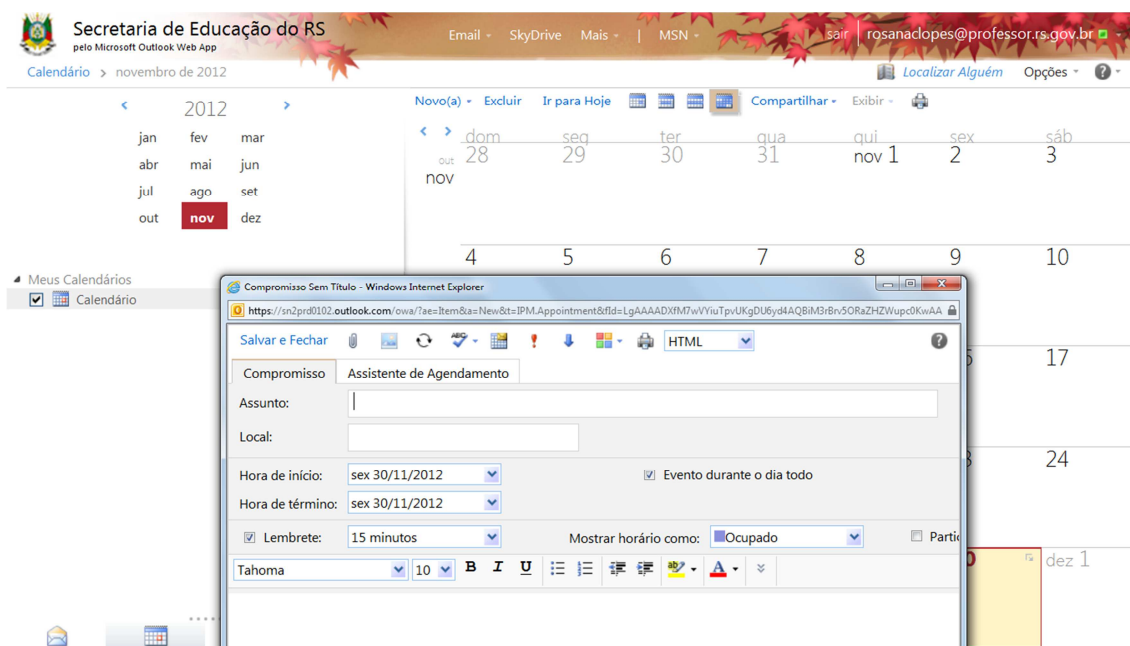 Secretaria de Educação do RS
pelo Microsoft Outlook Web App
Email SkyDrive Mais | MSN sair rosanaclopes@professor.rs.gov.br
Calendário > novembro de 2012
Localizar Alguém Opções ?
< 2012 >
jan fev mar
abr mai jun
jul ago set
out nov dez
Meus Calendários
Calendário
Novo(a) Excluir Ir para Hoje Compartilhar Exibir
< > dom seg ter qua qui sex sáb
out 28 29 30 31 nov 1 2 3
nov
4 5 6 7 8 9 10
17
24
dez 1
Compromisso Sem Título - Windows Internet Explorer
https://sn2prd0102.outlook.com/owa/?ae=Item&a=New&t=IPM.Appointment&fId=LgAAAADXfM7wVYiuTpvUKgDU6yd4AQBiM3rBrv5ORaZHZWupc0KwAA
Salvar e Fechar ABC HTML ?
Compromisso Assistente de Agendamento
Assunto:
Local:
Hora de início: sex 30/11/2012 Evento durante o dia todo
Hora de término: sex 30/11/2012
Lembrete: 15 minutos Mostrar horário como: Ocupado Partic
Tahoma 10 B I U ab A